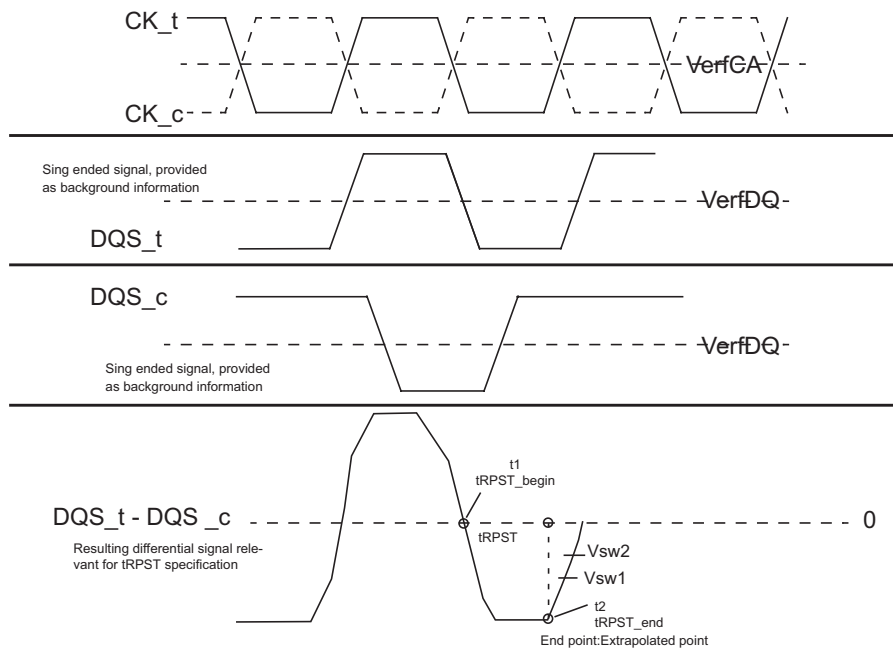 CK_t
VerfCA
CK_c
Sing ended signal, provided
as background information
VerfDQ
DQS_t
DQS_c
VerfDQ
Sing ended signal, provided
as background information
t1
tRPST_begin
DQS_t - DQS _c
0
tRPST
Resulting differential signal rele-
vant for tRPST specification
Vsw2
Vsw1
t2
tRPST_end
End point:Extrapolated point